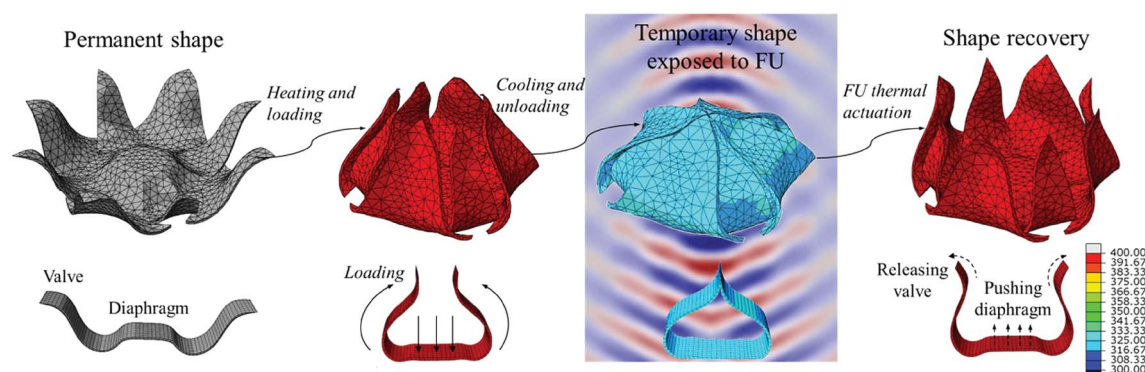 Permanent shape
Heating and
loading
Cooling and
unloading
Temporary shape
exposed to FU
FU thermal
actuation
Shape recovery
Valve
Diaphragm
Loading
Releasing
valve
Pushing
diaphragm
400.00
391.67
383.33
375.00
366.67
358.33
350.00
341.67
333.33
325.00
316.67
308.33
300.00